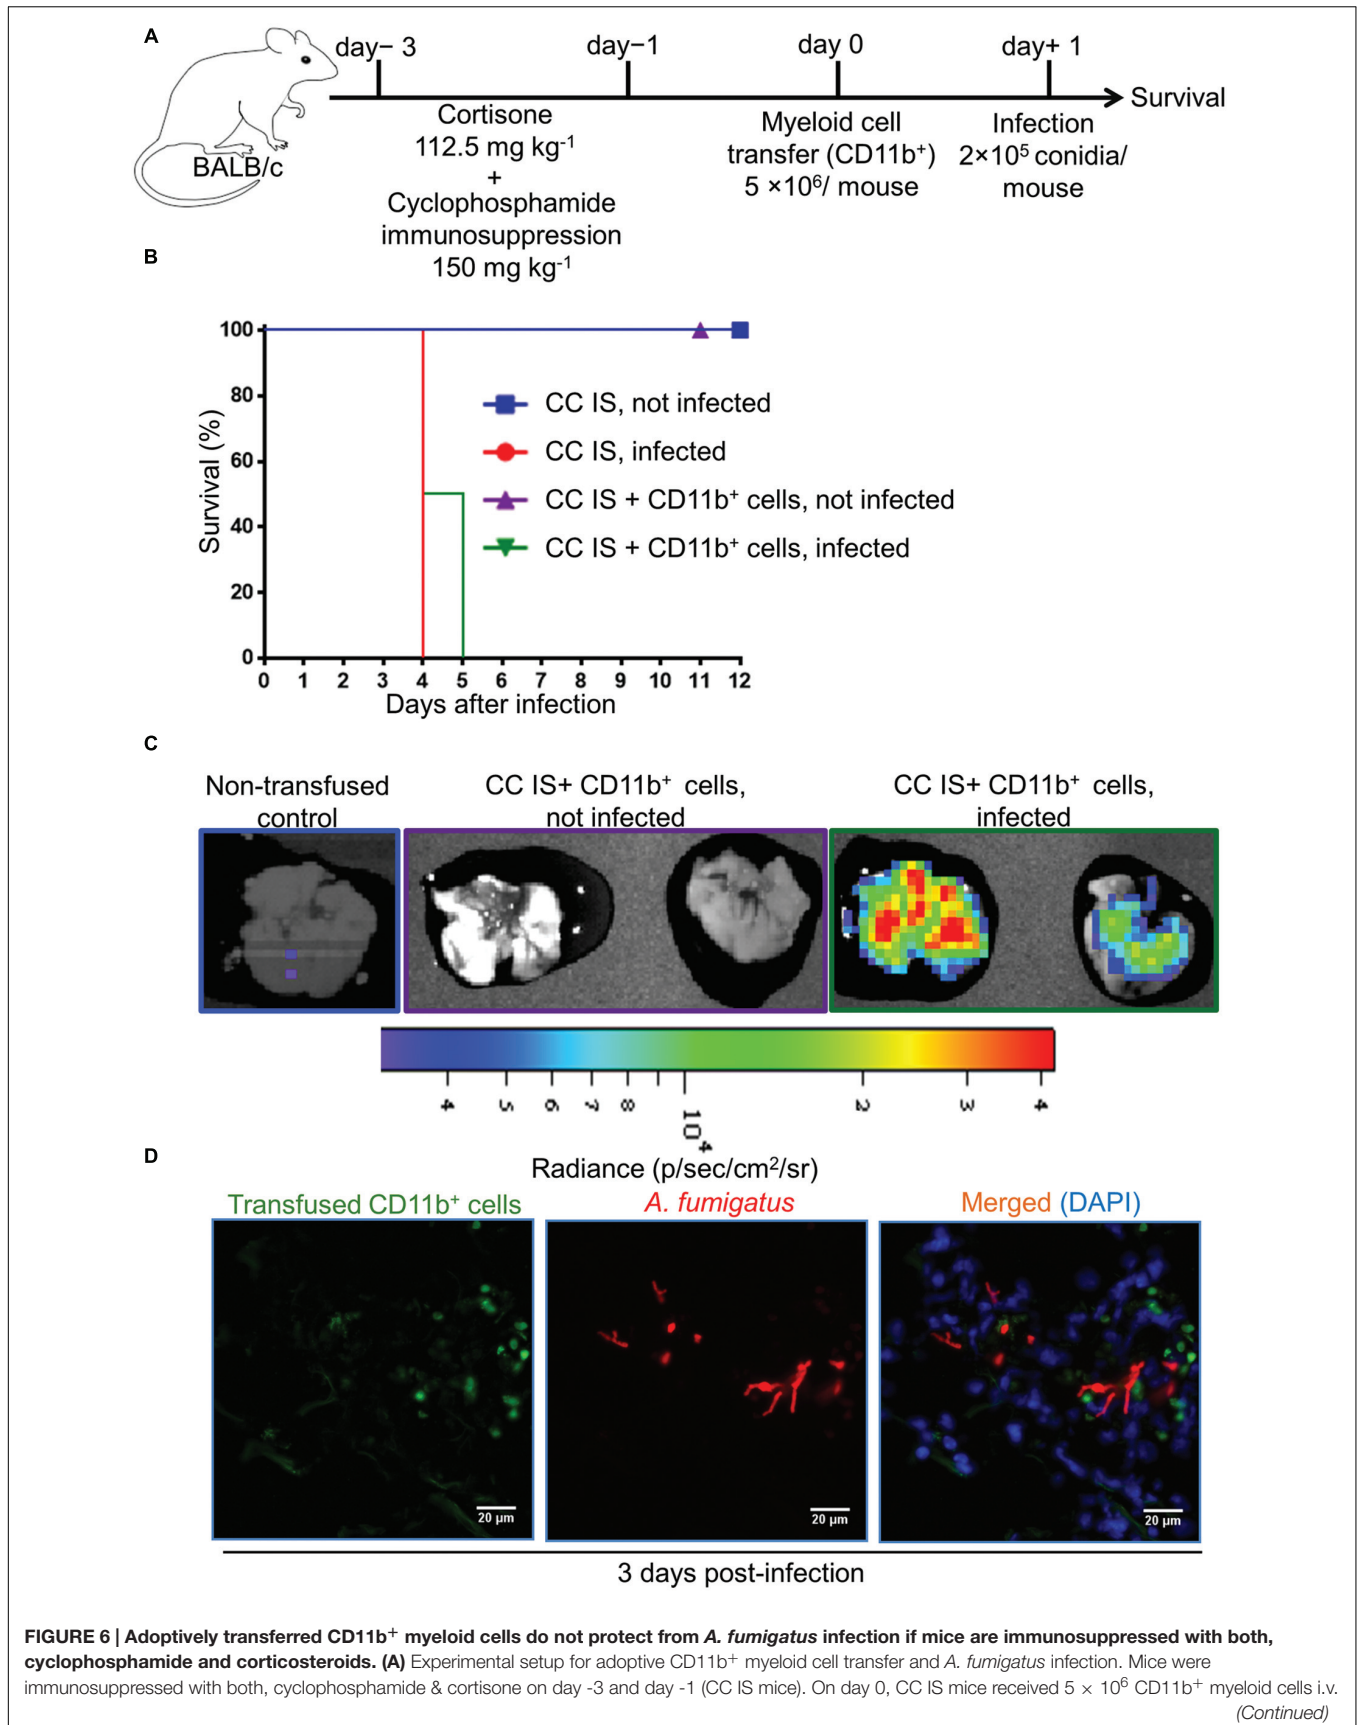 A
day− 3
day−1
day 0
day+ 1
Survival
BALB/c
Cortisone
112.5 mg kg-1
+
Cyclophosphamide
immunosuppression
150 mg kg-1
Myeloid cell
transfer (CD11b+)
5 ×10⁶/ mouse
Infection
2×10⁵ conidia/
mouse
B
Survival (%)
100
80
60
40
20
0
0 1 2 3 4 5 6 7 8 9 10 11 12
Days after infection
CC IS, not infected
CC IS, infected
CC IS + CD11b+ cells, not infected
CC IS + CD11b+ cells, infected
C
Non-transfused
control
CC IS+ CD11b+ cells,
not infected
CC IS+ CD11b+ cells,
infected
4 5 6 7 8 10⁴ 2 3 4
Radiance (p/sec/cm²/sr)
D
Transfused CD11b+ cells
A. fumigatus
Merged (DAPI)
20 µm
20 µm
20 µm
3 days post-infection
FIGURE 6 | Adoptively transferred CD11b+ myeloid cells do not protect from A. fumigatus infection if mice are immunosuppressed with both,
cyclophosphamide and corticosteroids. (A) Experimental setup for adoptive CD11b+ myeloid cell transfer and A. fumigatus infection. Mice were
immunosuppressed with both, cyclophosphamide & cortisone on day -3 and day -1 (CC IS mice). On day 0, CC IS mice received 5 × 10⁶ CD11b+ myeloid cells i.v.
(Continued)